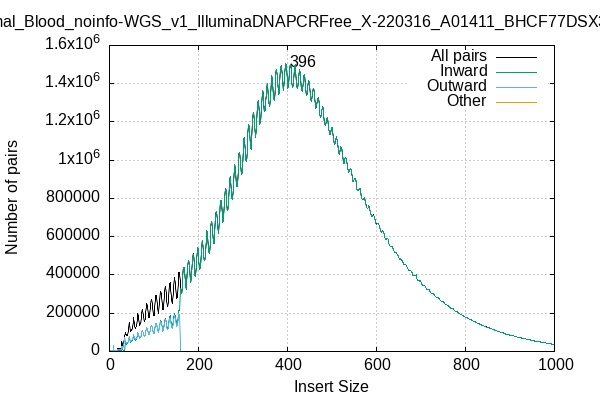 nal_Blood_noinfo-WGS_v1_IlluminaDNAPCRFree_X-220316_A01411_BHCF77DSX3
1.6x10^6
1.4x10^6
1.2x10^6
1x10^6
800000
600000
400000
200000
0
Number of pairs
396
All pairs
Inward
Outward
Other
0 200 400 600 800 1000
Insert Size